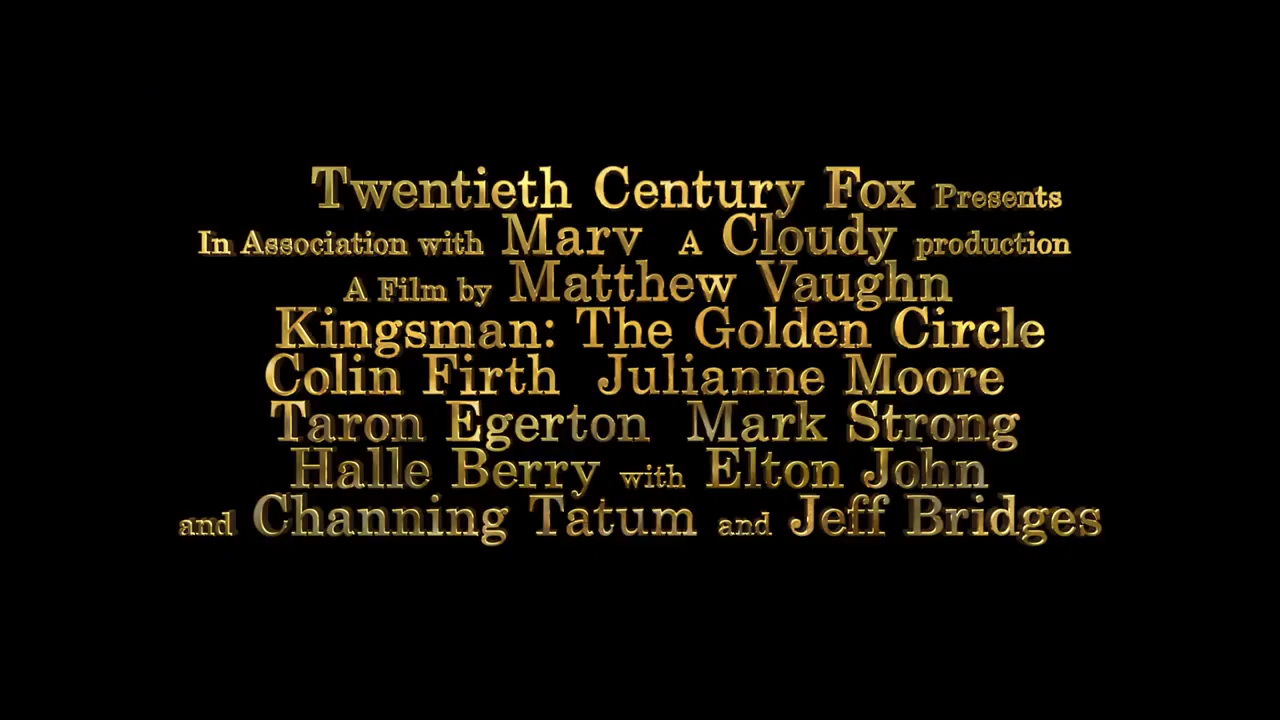 Twentieth Century Fox Presents
In Association with Marv A Cloudy production
A Film by Matthew Vaughn
Kingsman: The Golden Circle
Colin Firth Julianne Moore
Taron Egerton Mark Strong
Halle Berry with Elton John
and Channing Tatum and Jeff Bridges